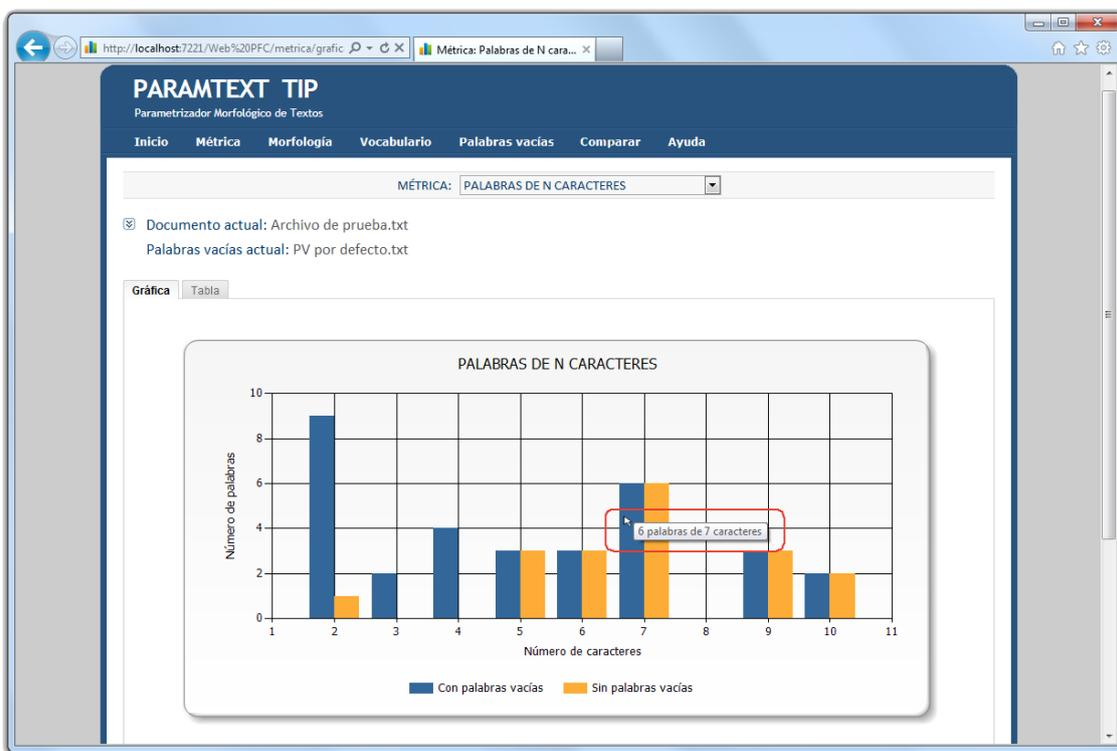 http://localhost:7221/Web%20PFC/metrica/grafic
Métrica: Palabras de N cara...
PARAMTEXT TIP
Parametrizador Morfológico de Textos
Inicio Métrica Morfología Vocabulario Palabras vacías Comparar Ayuda
MÉTRICA: PALABRAS DE N CARACTERES
Documento actual: Archivo de prueba.txt
Palabras vacías actual: PV por defecto.txt
Gráfica Tabla
PALABRAS DE N CARACTERES
Número de palabras
10
8
6
4
2
0
6 palabras de 7 caracteres
1 2 3 4 5 6 7 8 9 10 11
Número de caracteres
Con palabras vacías Sin palabras vacías